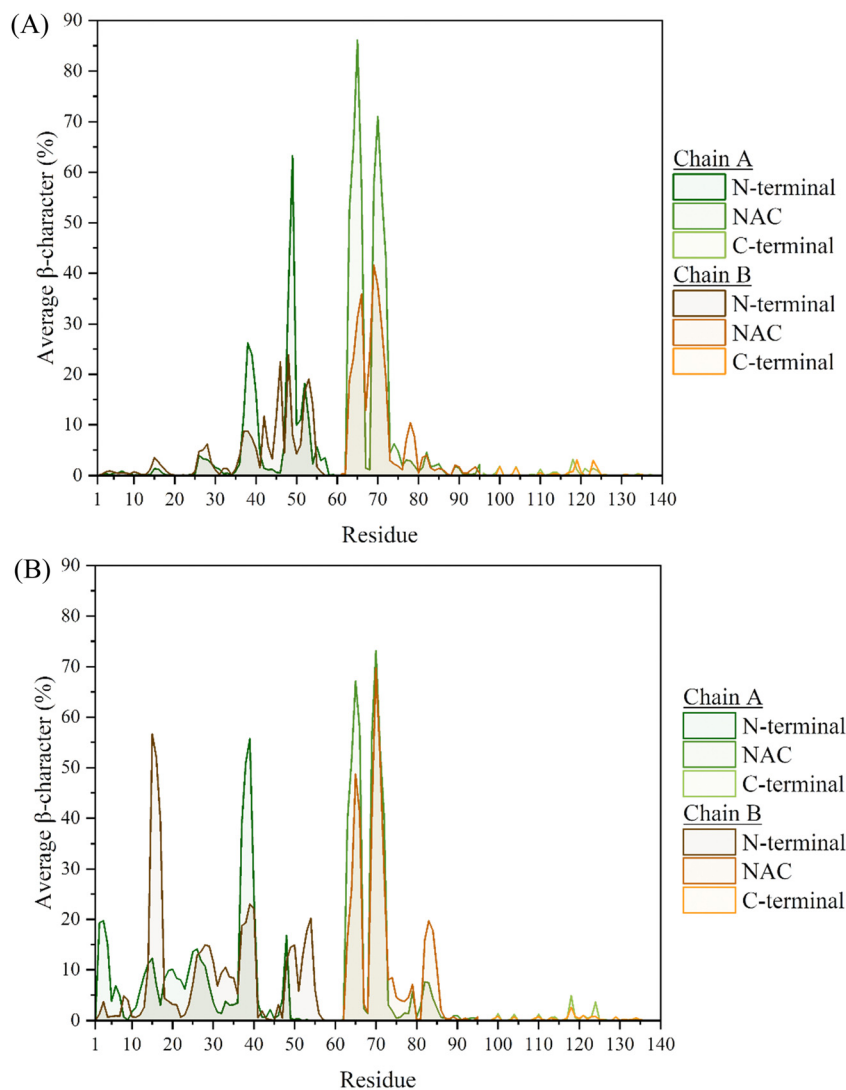 (A)
90
80
70
60
50
40
30
20
10
0
Average β-character (%)
1 10 20 30 40 50 60 70 80 90 100 110 120 130 140
Residue
Chain A
N-terminal
NAC
C-terminal
Chain B
N-terminal
NAC
C-terminal
(B)
90
80
70
60
50
40
30
20
10
0
Average β-character (%)
1 10 20 30 40 50 60 70 80 90 100 110 120 130 140
Residue
Chain A
N-terminal
NAC
C-terminal
Chain B
N-terminal
NAC
C-terminal